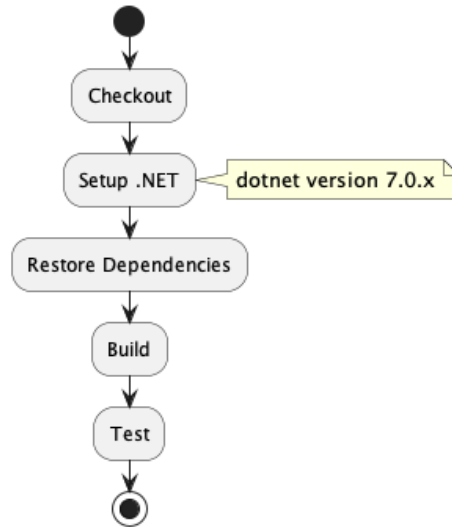 Checkout
Setup .NET
dotnet version 7.0.x
Restore Dependencies
Build
Test